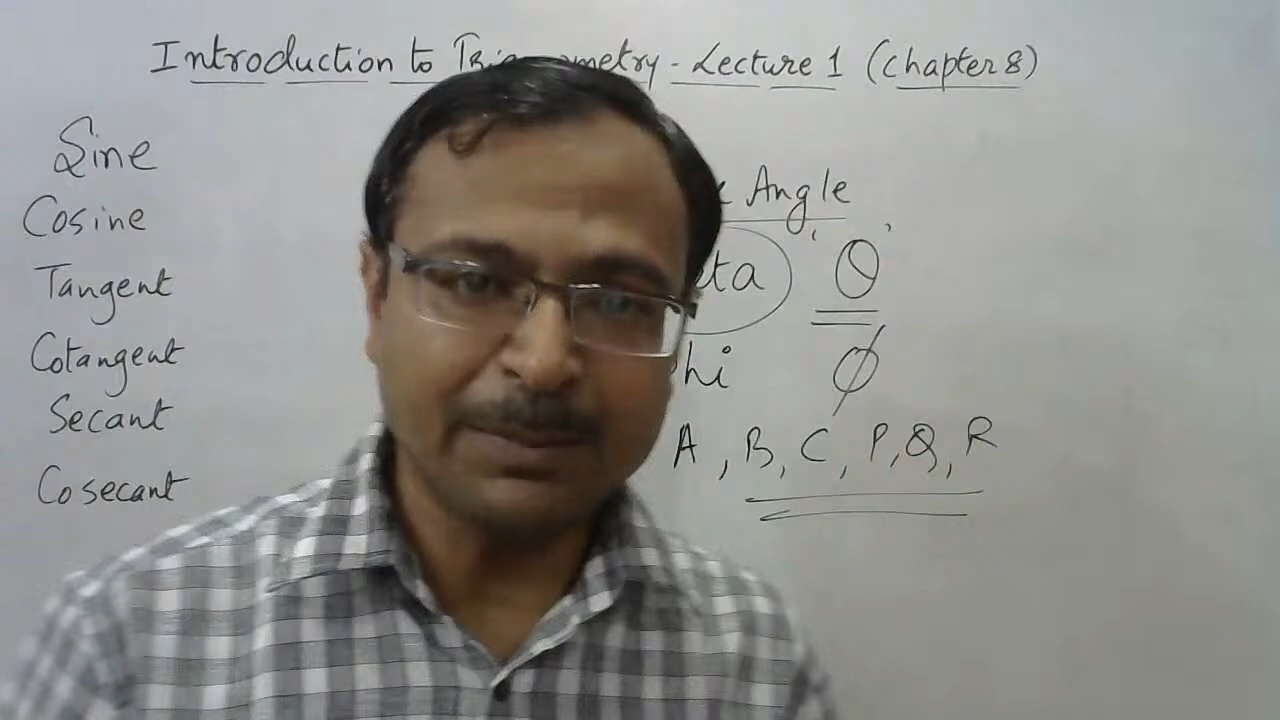 Introduction to Trigonometry - Lecture 1 (Chapter 8)
Sine
Cosine
Tangent
Cotangent
Secant
Cosecant
Angle
'θ'
ϕ
A, B, C, P, Q, R